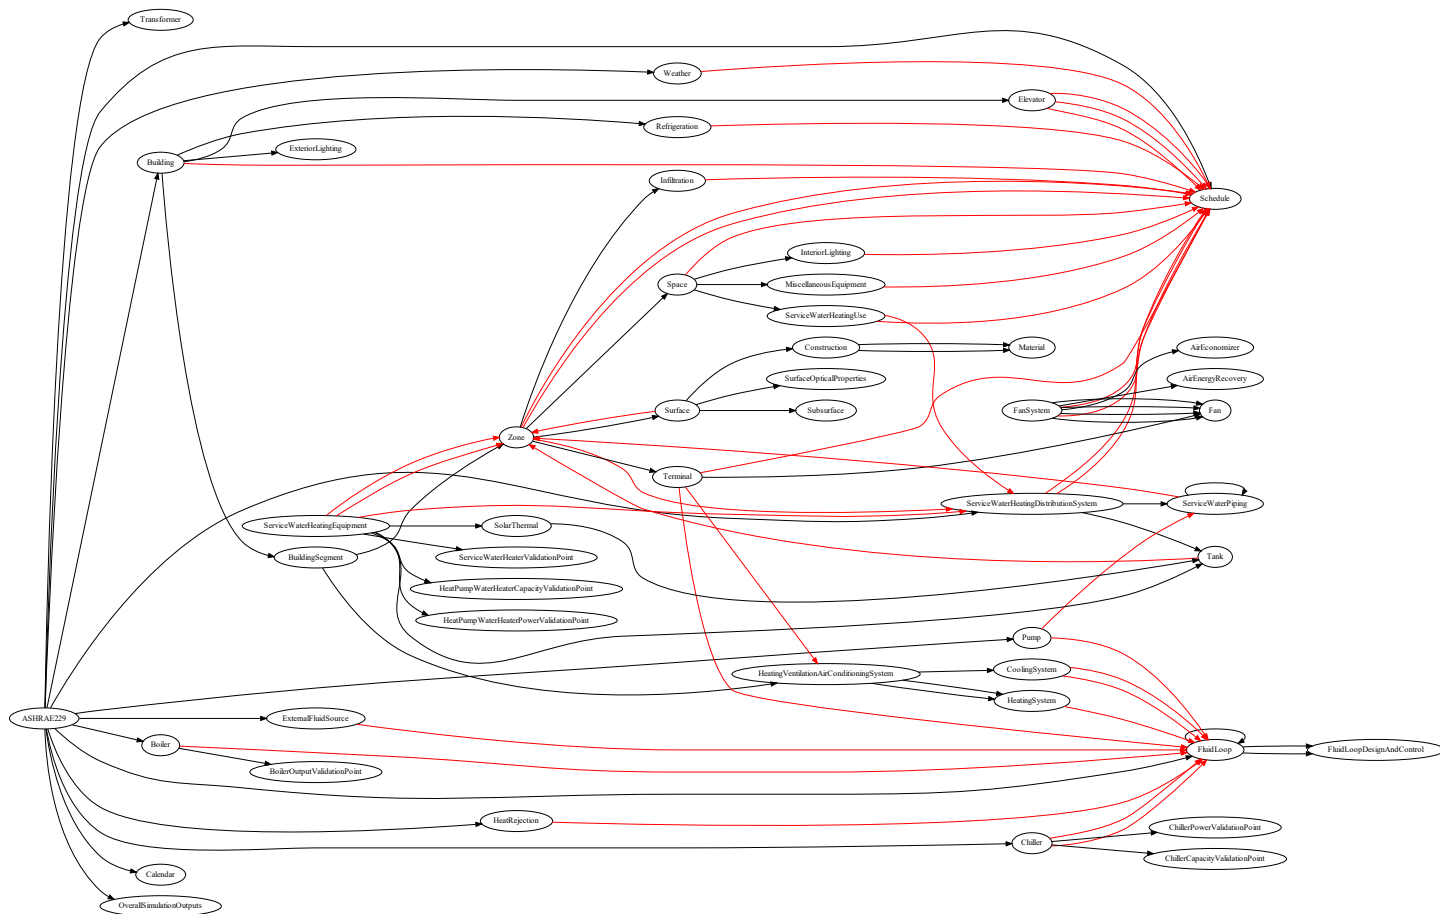 Transformer
Weather
Elevator
Refrigeration
ExteriorLighting
Building
Infiltration
Schedule
InteriorLighting
Space
MiscellaneousEquipment
ServiceWaterHeatingUse
Construction
Material
AirEconomizer
SurfaceOpticalProperties
AirEnergyRecovery
Surface
Subsurface
FanSystem
Fan
Zone
Terminal
ServiceWaterHeatingDistributionSystem
ServiceWaterPiping
ServiceWaterHeatingEquipment
SolarThermal
BuildingSegment
ServiceWaterHeaterValidationPoint
Tank
HeatPumpWaterHeaterCapacityValidationPoint
HeatPumpWaterHeaterPowerValidationPoint
Pump
HeatingVentilationAirConditioningSystem
CoolingSystem
HeatingSystem
ASHRAE229
ExternalFluidSource
Boiler
FluidLoop
FluidLoopDesignAndControl
BoilerOutputValidationPoint
HeatRejection
ChillerPowerValidationPoint
Chiller
ChillerCapacityValidationPoint
Calendar
OverallSimulationOutputs